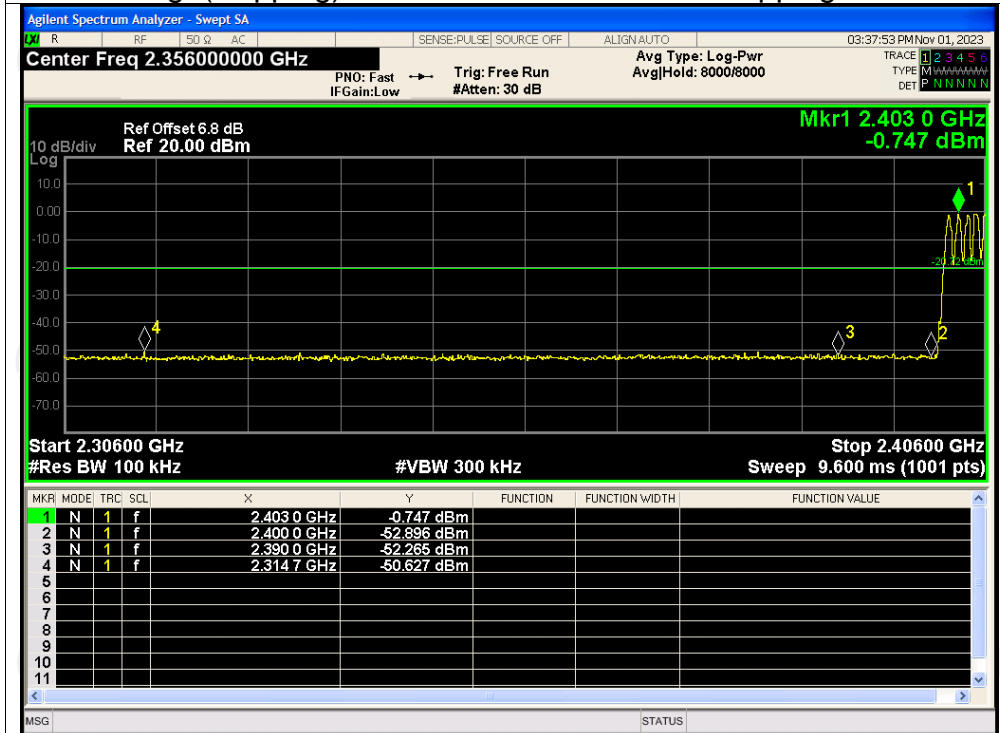 Agilent Spectrum Analyzer - Swept SA
LXI R RF 50 Ω AC SENSE:PULSE SOURCE OFF ALIGN AUTO 03:37:53 PM Nov 01, 2023
Center Freq 2.356000000 GHz
PNO: Fast
IFGain:Low
Trig: Free Run
#Atten: 30 dB
Avg Type: Log-Pwr
Avg|Hold: 8000/8000
TRACE 1 2 3 4 5 6
TYPE M
DET P N N N N N
Mkr1 2.403 0 GHz
-0.747 dBm
Ref Offset 6.8 dB
10 dB/div Ref 20.00 dBm
Log
10.0
0.00
-10.0
-20.0
-30.0
-40.0
-50.0
-60.0
-70.0
1
2
3
4
Start 2.30600 GHz Stop 2.40600 GHz
#Res BW 100 kHz #VBW 300 kHz Sweep 9.600 ms (1001 pts)
MKR MODE TRC SCL X Y FUNCTION FUNCTION WIDTH FUNCTION VALUE
1 N 1 f 2.403 0 GHz -0.747 dBm
2 N 1 f 2.400 0 GHz -52.896 dBm
3 N 1 f 2.390 0 GHz -52.265 dBm
4 N 1 f 2.314 7 GHz -50.627 dBm
5
6
7
8
9
10
11
MSG STATUS